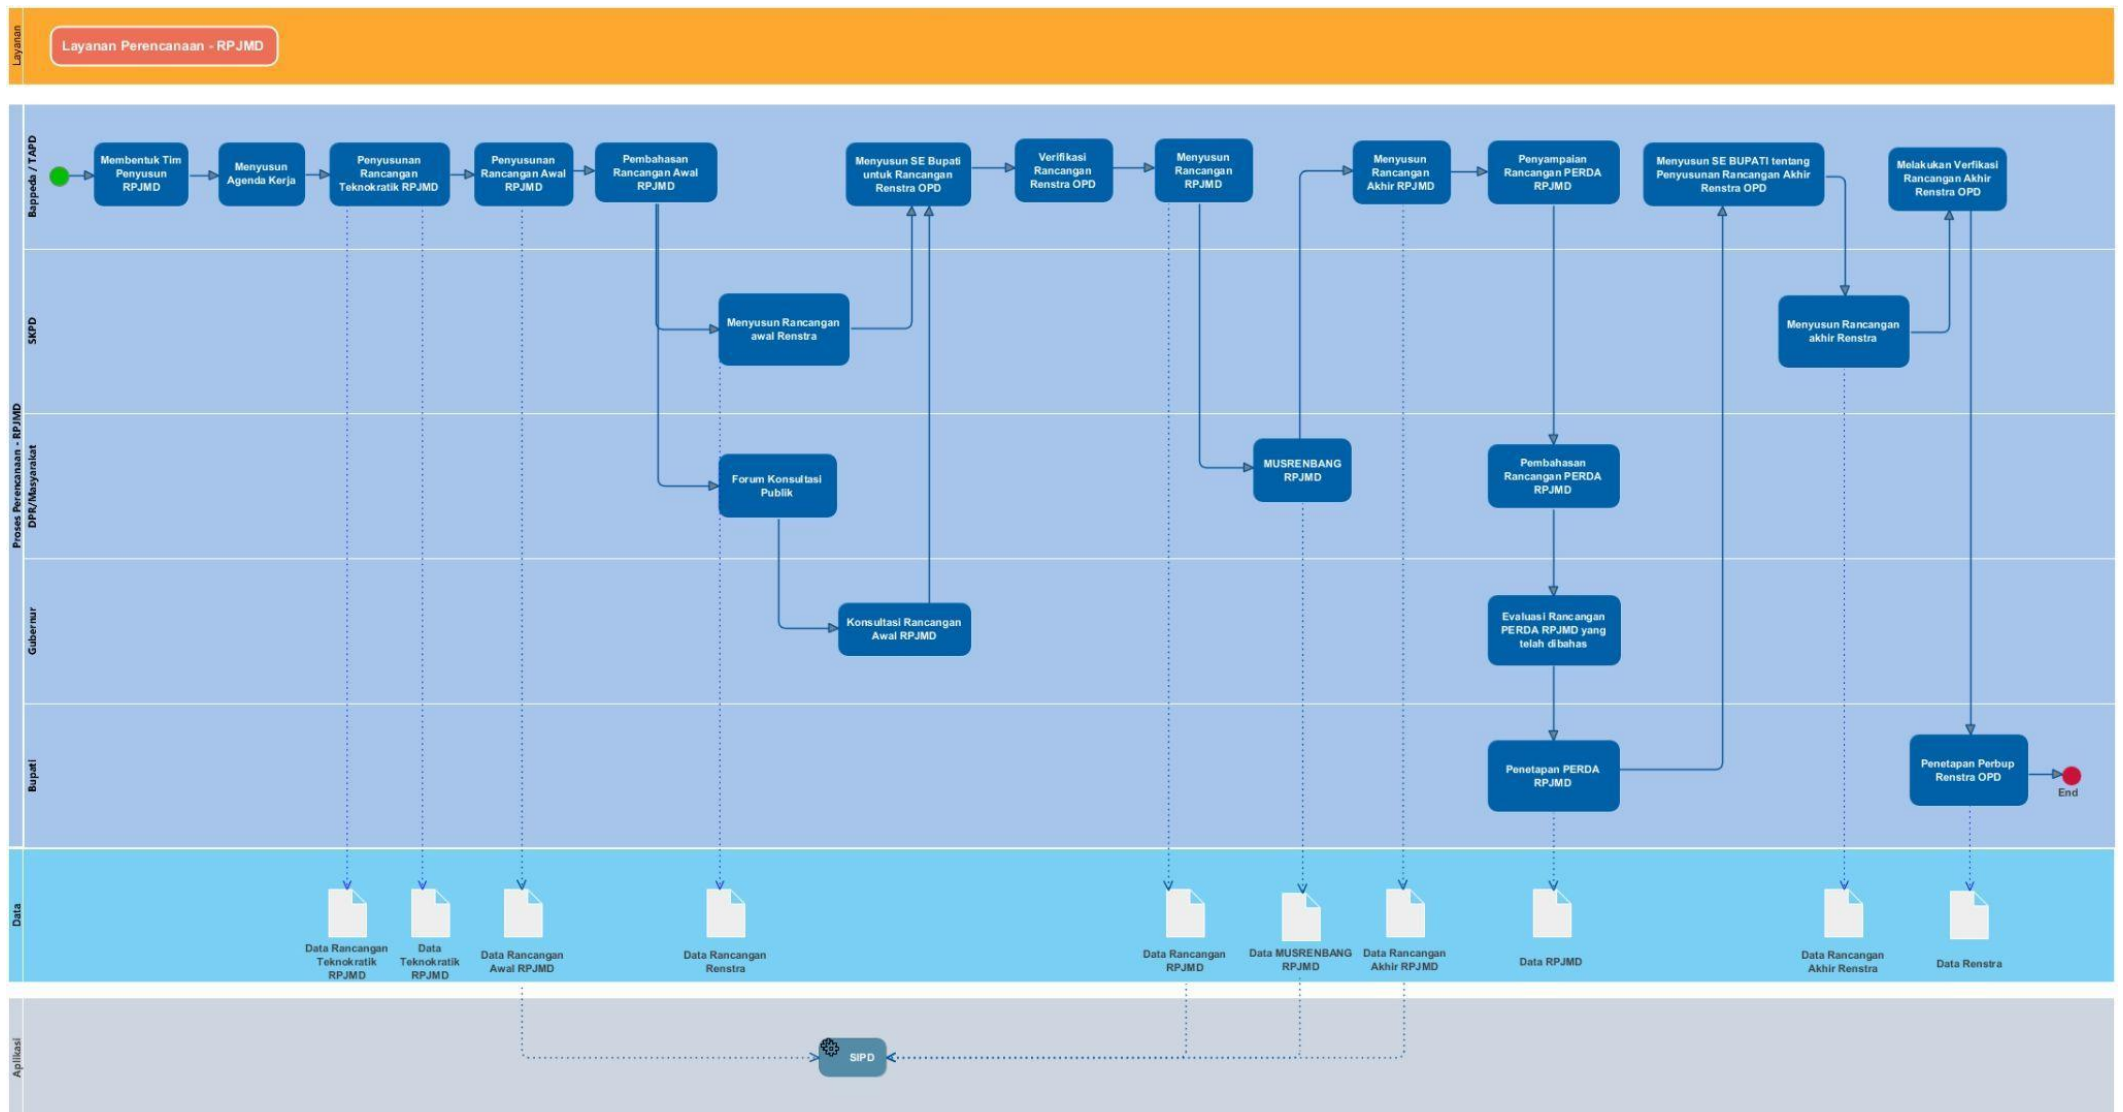 Layanan
Layanan Perencanaan - RPJMD
Proses Perencanaan - RPJMD
Bappeda / TAPD
Membentuk Tim
Penyusun
RPJMD
Menyusun
Agenda Kerja
Penyusunan
Rancangan
Teknokratik RPJMD
Penyusunan
Rancangan Awal
RPJMD
Pembahasan
Rancangan Awal
RPJMD
Menyusun SE Bupati
untuk Rancangan
Renstra OPD
Verifikasi
Rancangan
Renstra OPD
Menyusun
Rancangan
RPJMD
Menyusun
Rancangan
Akhir RPJMD
Penyampaian
Rancangan PERDA
RPJMD
Menyusun SE BUPATI tentang
Penyusunan Rancangan Akhir
Renstra OPD
Melakukan Verfikasi
Rancangan Akhir
Renstra OPD
SKPD
Menyusun Rancangan
awal Renstra
Menyusun Rancangan
akhir Renstra
DPR/Masyarakat
Forum Konsultasi
Publik
MUSRENBANG
RPJMD
Pembahasan
Rancangan PERDA
RPJMD
Gubernur
Konsultasi Rancangan
Awal RPJMD
Evaluasi Rancangan
PERDA RPJMD yang
telah dibahas
Bupati
Penetapan PERDA
RPJMD
Penetapan Perbup
Renstra OPD
End
Data
Data Rancangan
Teknokratik
RPJMD
Data
Teknokratik
RPJMD
Data Rancangan
Awal RPJMD
Data Rancangan
Renstra
Data Rancangan
RPJMD
Data MUSRENBANG
RPJMD
Data Rancangan
Akhir RPJMD
Data RPJMD
Data Rancangan
Akhir Renstra
Data Renstra
Aplikasi
SIPD